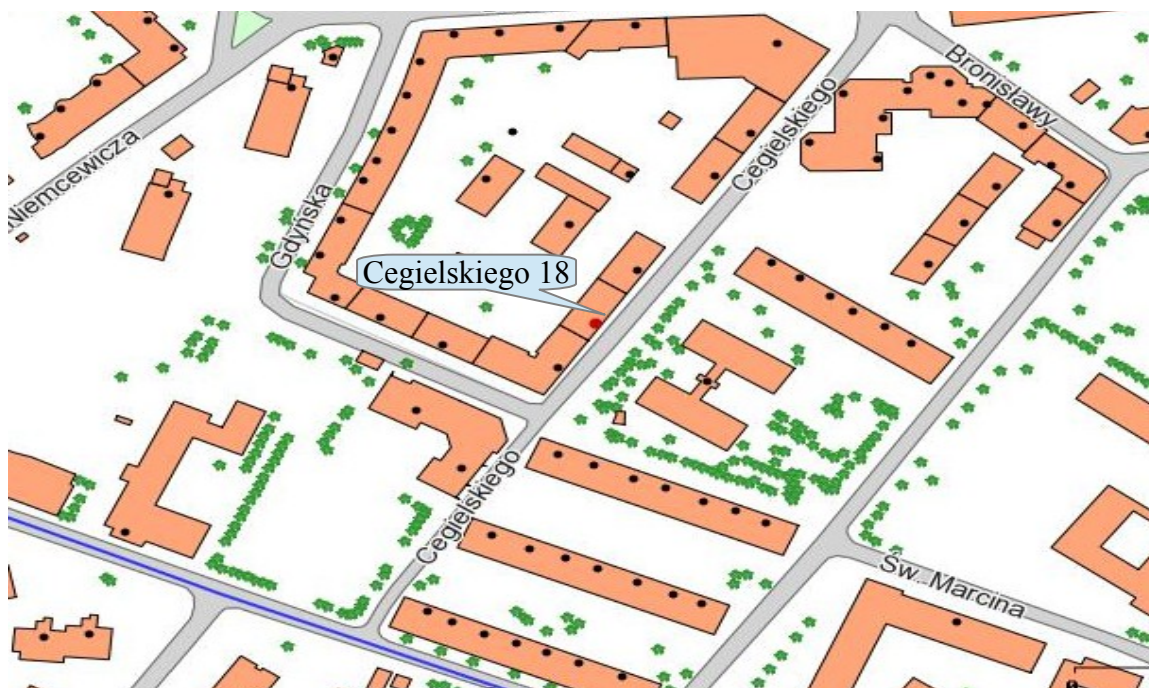 Bronisławy
Cegielskiego
Niemcewicza
Gdyńska
Cegielskiego 18
Cegielskiego
Św. Marcina